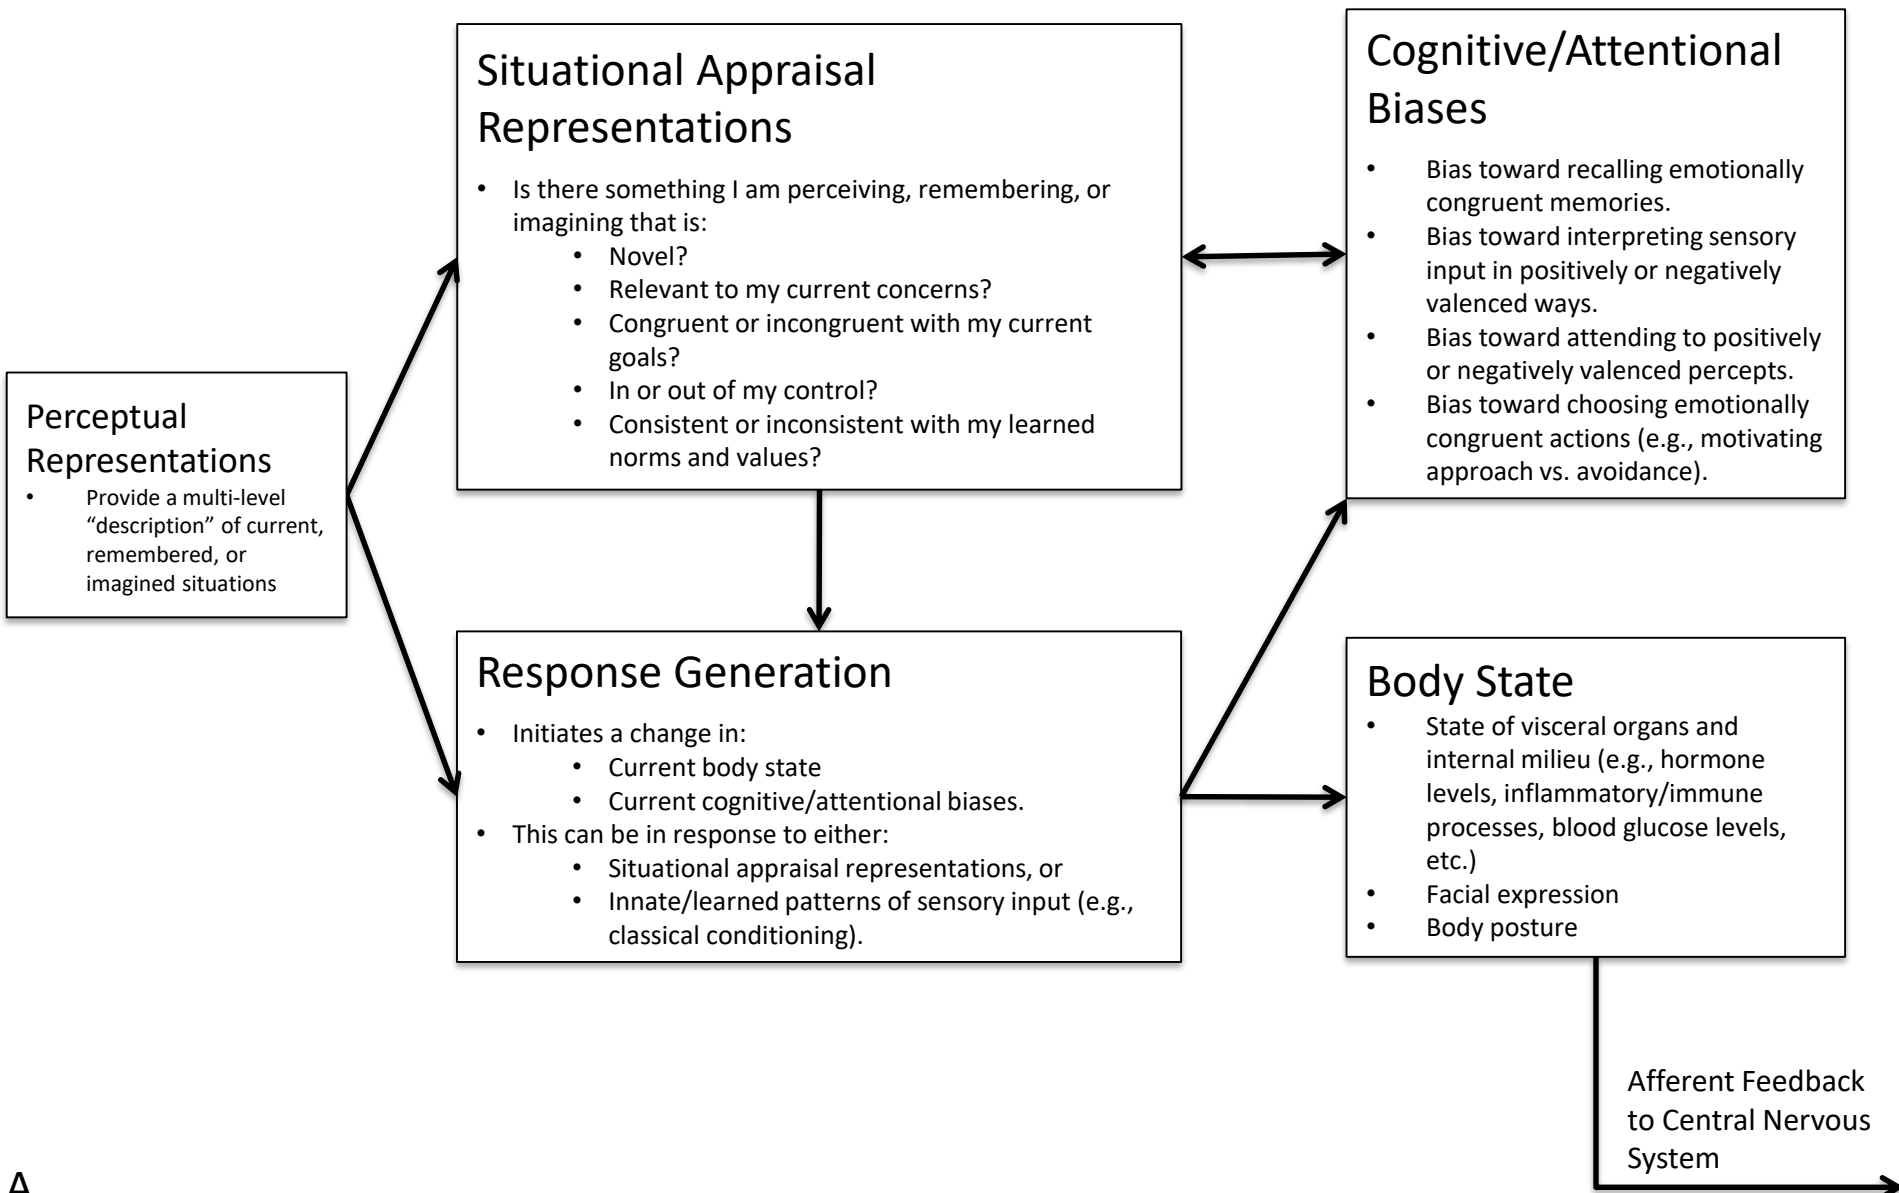 Situational Appraisal
Representations
• Is there something I am perceiving, remembering, or
imagining that is:
• Novel?
• Relevant to my current concerns?
• Congruent or incongruent with my current
goals?
• In or out of my control?
• Consistent or inconsistent with my learned
norms and values?
Cognitive/Attentional
Biases
• Bias toward recalling emotionally
congruent memories.
• Bias toward interpreting sensory
input in positively or negatively
valenced ways.
• Bias toward attending to positively
or negatively valenced percepts.
• Bias toward choosing emotionally
congruent actions (e.g., motivating
approach vs. avoidance).
Perceptual
Representations
• Provide a multi-level
“description” of current,
remembered, or
imagined situations
Response Generation
• Initiates a change in:
• Current body state
• Current cognitive/attentional biases.
• This can be in response to either:
• Situational appraisal representations, or
• Innate/learned patterns of sensory input (e.g.,
classical conditioning).
Body State
• State of visceral organs and
internal milieu (e.g., hormone
levels, inflammatory/immune
processes, blood glucose levels,
etc.)
• Facial expression
• Body posture
Afferent Feedback
to Central Nervous
System
A